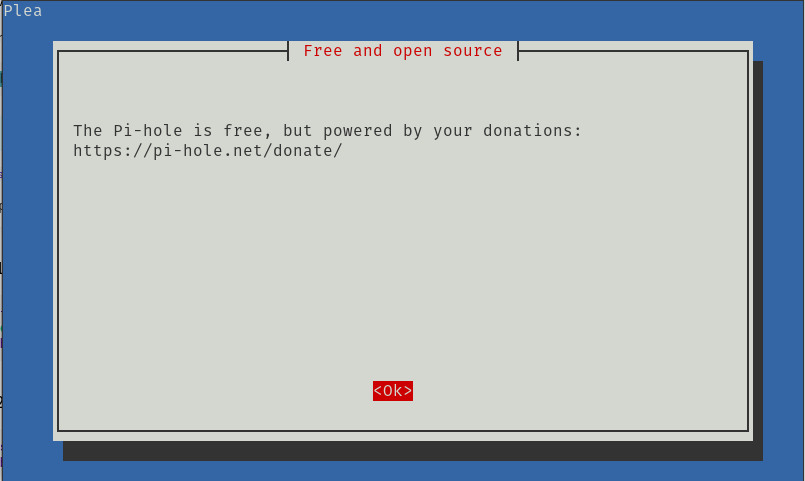 Plea
Free and open source
The Pi-hole is free, but powered by your donations:
https://pi-hole.net/donate/
<Ok>